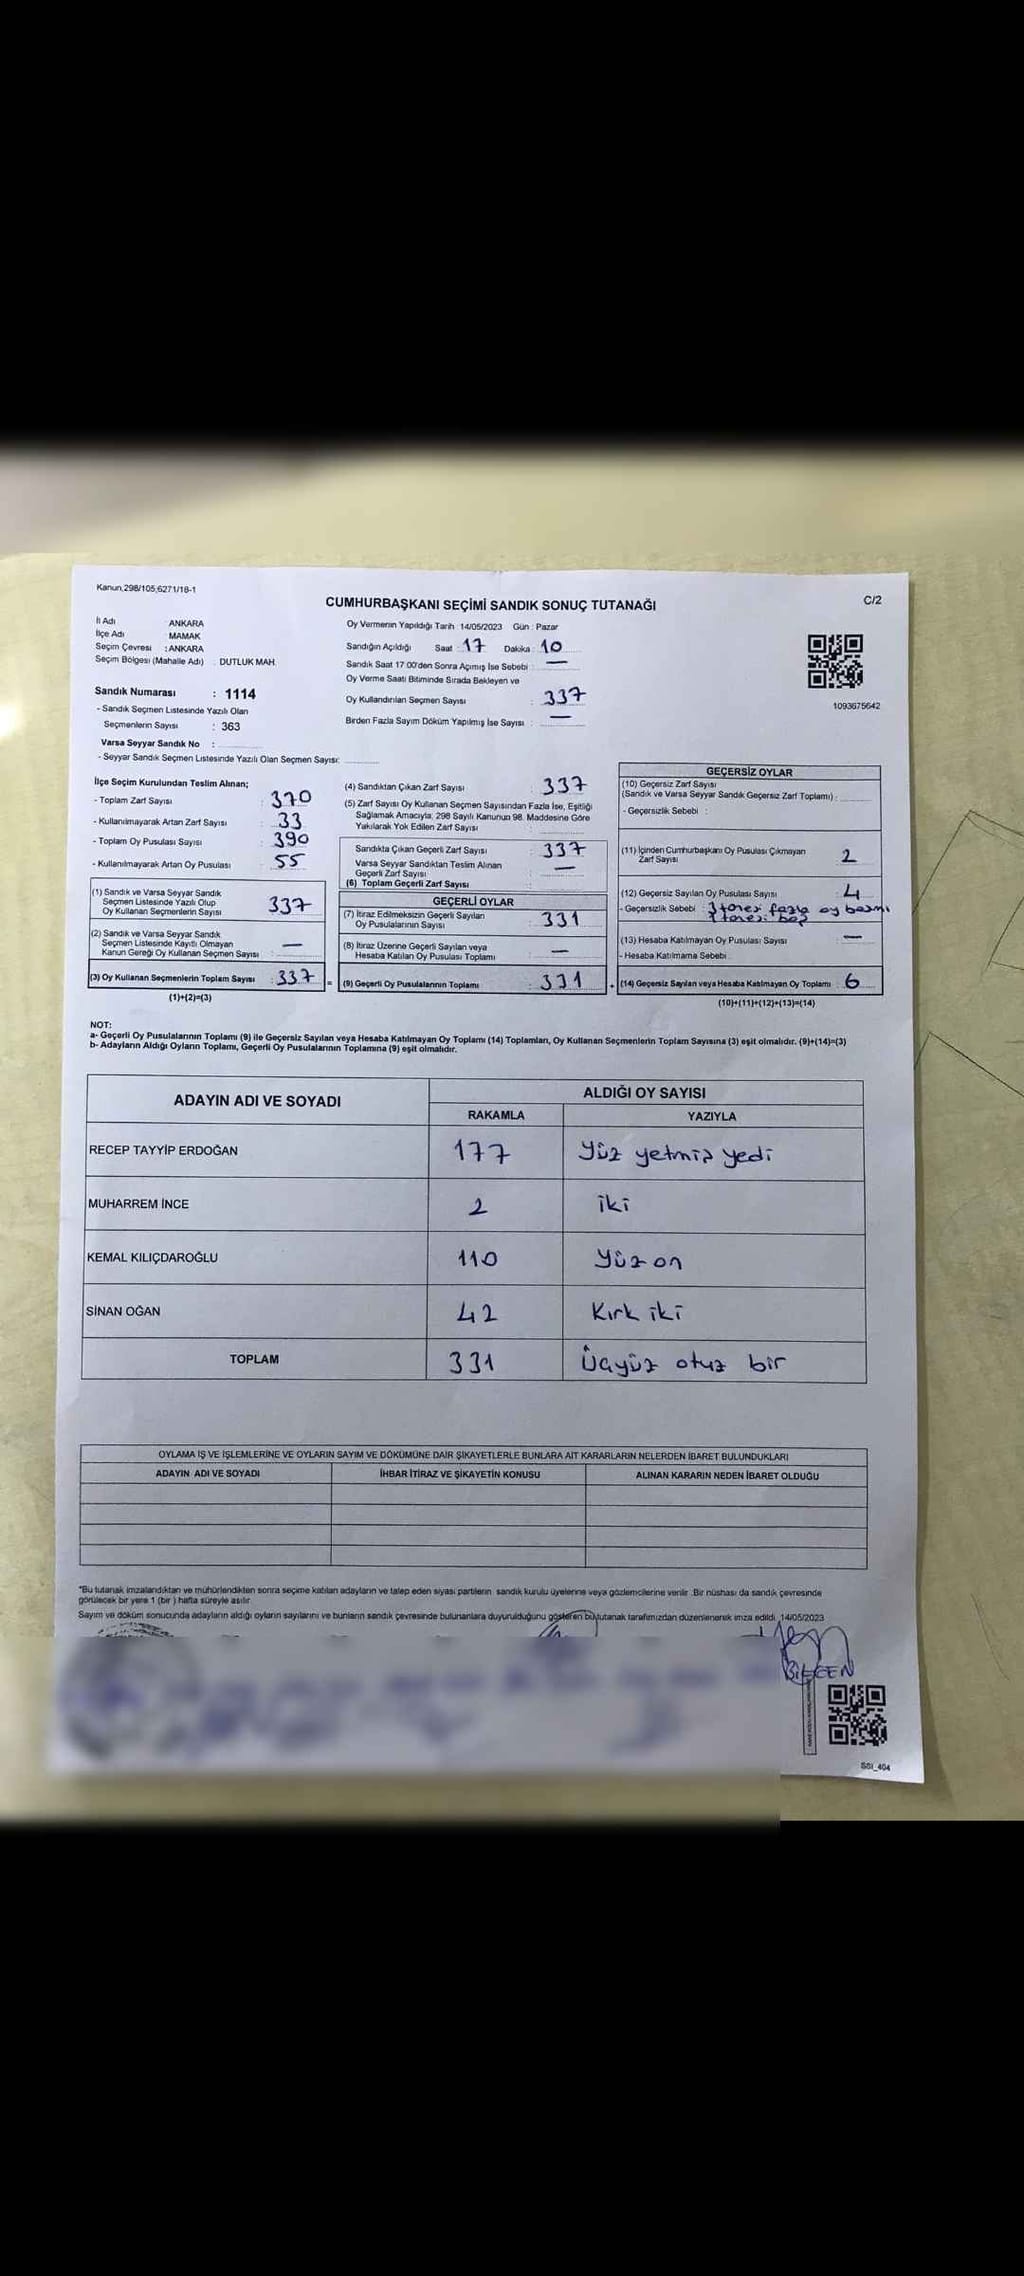 Kanun,298/105,6271/18-1
C/2
CUMHURBAŞKANI SEÇİMİ SANDIK SONUÇ TUTANAĞI
İl Adı : ANKARA
İlçe Adı : MAMAK
Seçim Çevresi : ANKARA
Seçim Bölgesi (Mahalle Adı) : DUTLUK MAH.
Sandık Numarası : 1114
- Sandık Seçmen Listesinde Yazılı Olan
Seçmenlerin Sayısı : 363
Varsa Seyyar Sandık No :
- Seyyar Sandık Seçmen Listesinde Yazılı Olan Seçmen Sayısı:
Oy Vermenin Yapıldığı Tarih : 14/05/2023 Gün : Pazar
Sandığın Açıldığı Saat : 17 Dakika : 10
Sandık Saat 17:00'den Sonra Açımış İse Sebebi : —
Oy Verme Saati Bitiminde Sırada Bekleyen ve
Oy Kullandırılan Seçmen Sayısı : 337
Birden Fazla Sayım Döküm Yapılmış İse Sayısı : —
1093675642
İlçe Seçim Kurulundan Teslim Alınan;
- Toplam Zarf Sayısı : 370
- Kullanılmayarak Artan Zarf Sayısı : 33
- Toplam Oy Pusulası Sayısı : 390
- Kullanılmayarak Artan Oy Pusulası : 55
(1) Sandık ve Varsa Seyyar Sandık
Seçmen Listesinde Yazılı Olup
Oy Kullanan Seçmenlerin Sayısı : 337
(2) Sandık ve Varsa Seyyar Sandık
Seçmen Listesinde Kayıtlı Olmayan
Kanun Gereği Oy Kullanan Seçmen Sayısı : —
(3) Oy Kullanan Seçmenlerin Toplam Sayısı : 337
(1)+(2)=(3)
(4) Sandıktan Çıkan Zarf Sayısı : 337
(5) Zarf Sayısı Oy Kullanan Seçmen Sayısından Fazla İse, Eşitliği
Sağlamak Amacıyla; 298 Sayılı Kanunun 98. Maddesine Göre
Yakılarak Yok Edilen Zarf Sayısı :
Sandıkta Çıkan Geçerli Zarf Sayısı : 337
Varsa Seyyar Sandıktan Teslim Alınan
Geçerli Zarf Sayısı : —
(6) Toplam Geçerli Zarf Sayısı :
GEÇERLİ OYLAR
(7) İtiraz Edilmeksizin Geçerli Sayılan
Oy Pusulalarının Sayısı : 331
(8) İtiraz Üzerine Geçerli Sayılan veya
Hesaba Katılan Oy Pusulası Toplamı : —
= (9) Geçerli Oy Pusulalarının Toplamı : 331
GEÇERSİZ OYLAR
(10) Geçersiz Zarf Sayısı
(Sandık ve Varsa Seyyar Sandık Geçersiz Zarf Toplamı) :
- Geçersizlik Sebebi :
(11) İçinden Cumhurbaşkanı Oy Pusulası Çıkmayan
Zarf Sayısı : 2
(12) Geçersiz Sayılan Oy Pusulası Sayısı : 4
- Geçersizlik Sebebi : 3 tanesi fazla oy basımı
1 tanesi boş
(13) Hesaba Katılmayan Oy Pusulası Sayısı : —
- Hesaba Katılmama Sebebi :
+ (14) Geçersiz Sayılan veya Hesaba Katılmayan Oy Toplamı : 6
(10)+(11)+(12)+(13)=(14)
NOT:
a- Geçerli Oy Pusulalarının Toplamı (9) ile Geçersiz Sayılan veya Hesaba Katılmayan Oy Toplamı (14) Toplamları, Oy Kullanan Seçmenlerin Toplam Sayısına (3) eşit olmalıdır. (9)+(14)=(3)
b- Adayların Aldığı Oyların Toplamı, Geçerli Oy Pusulalarının Toplamına (9) eşit olmalıdır.
ADAYIN ADI VE SOYADI
ALDIĞI OY SAYISI
RAKAMLA YAZIYLA
RECEP TAYYİP ERDOĞAN 177 Yüz yetmiş yedi
MUHARREM İNCE 2 iki
KEMAL KILIÇDAROĞLU 110 Yüz on
SİNAN OĞAN 42 Kırk iki
TOPLAM 331 Üçyüz otuz bir
OYLAMA İŞ VE İŞLEMLERİNE VE OYLARIN SAYIM VE DÖKÜMÜNE DAİR ŞİKAYETLERLE BUNLARA AİT KARARLARIN NELERDEN İBARET BULUNDUKLARI
ADAYIN ADI VE SOYADI İHBAR İTİRAZ VE ŞİKAYETİN KONUSU ALINAN KARARIN NEDEN İBARET OLDUĞU
*Bu tutanak imzalandıktan ve mühürlendikten sonra seçime katılan adayların ve talep eden siyasi partilerin sandık kurulu üyelerine veya gözlemcilerine verilir. Bir nüshası da sandık çevresinde
görülecek bir yere 1 (bir ) hafta süreyle asılır.
Sayım ve döküm sonucunda adayların aldığı oyların sayılarını ve bunların sandık çevresinde bulunanlara duyurulduğunu gösteren bu tutanak tarafımızdan düzenlenerek imza edildi. 14/05/2023
SSI_404